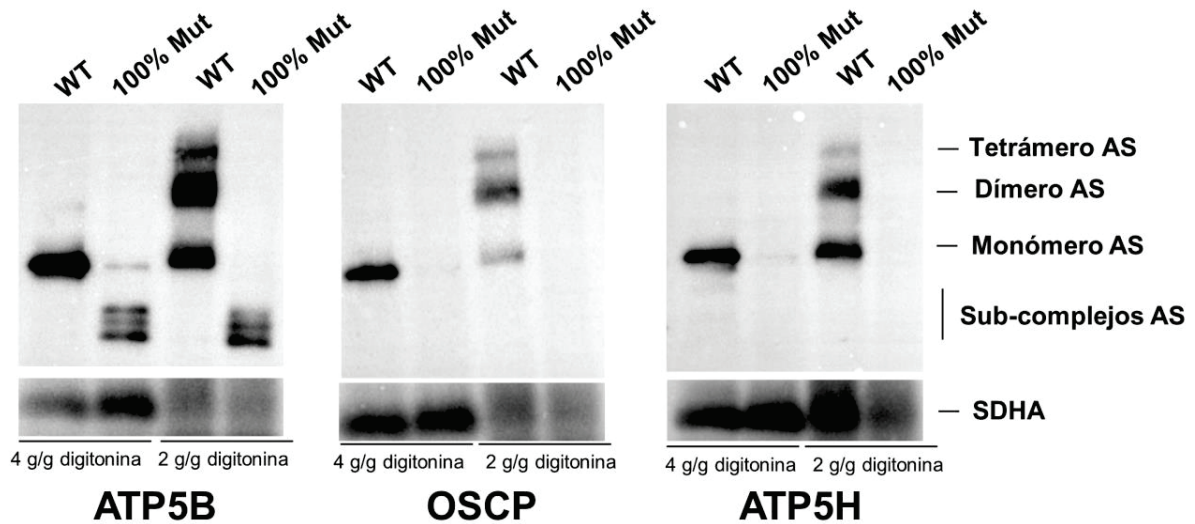 WT 100% Mut WT 100% Mut
WT 100% Mut WT 100% Mut
WT 100% Mut WT 100% Mut
Tetrámero AS
Dímero AS
Monómero AS
Sub-complejos AS
SDHA
4 g/g digitonina 2 g/g digitonina
4 g/g digitonina 2 g/g digitonina
4 g/g digitonina 2 g/g digitonina
ATP5B
OSCP
ATP5H